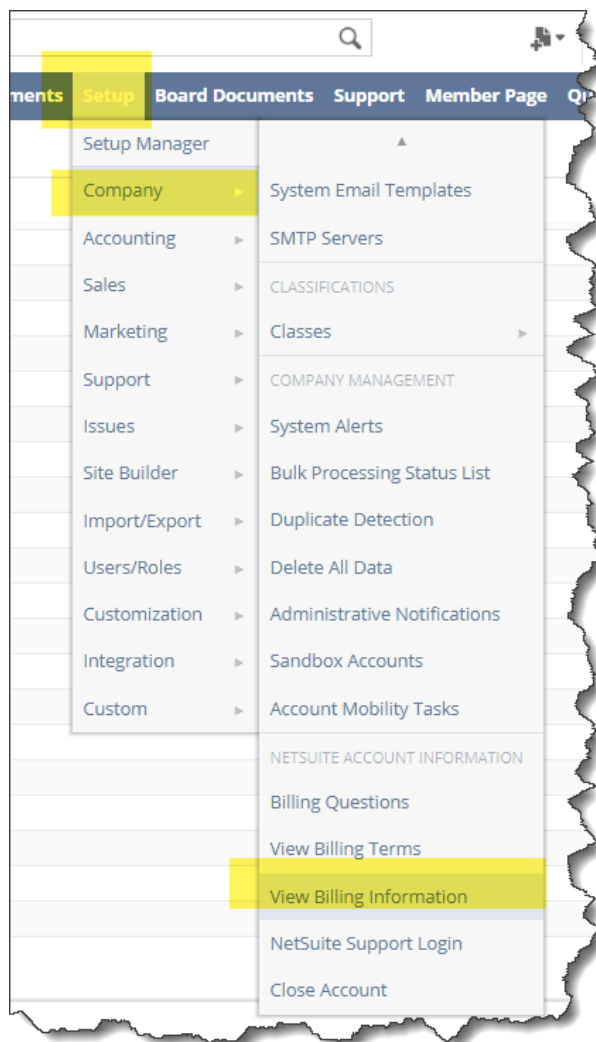 Setup Board Documents Support Member Page
Setup Manager
Company
Accounting
Sales
Marketing
Support
Issues
Site Builder
Import/Export
Users/Roles
Customization
Integration
Custom
System Email Templates
SMTP Servers
CLASSIFICATIONS
Classes
COMPANY MANAGEMENT
System Alerts
Bulk Processing Status List
Duplicate Detection
Delete All Data
Administrative Notifications
Sandbox Accounts
Account Mobility Tasks
NETSUITE ACCOUNT INFORMATION
Billing Questions
View Billing Terms
View Billing Information
NetSuite Support Login
Close Account